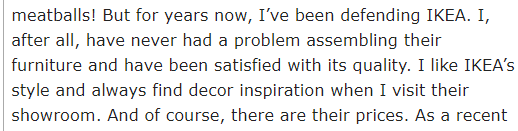 meatballs! But for years now, I’ve been defending IKEA. I,
after all, have never had a problem assembling their
furniture and have been satisfied with its quality. I like IKEA’s
style and always find decor inspiration when I visit their
showroom. And of course, there are their prices. As a recent